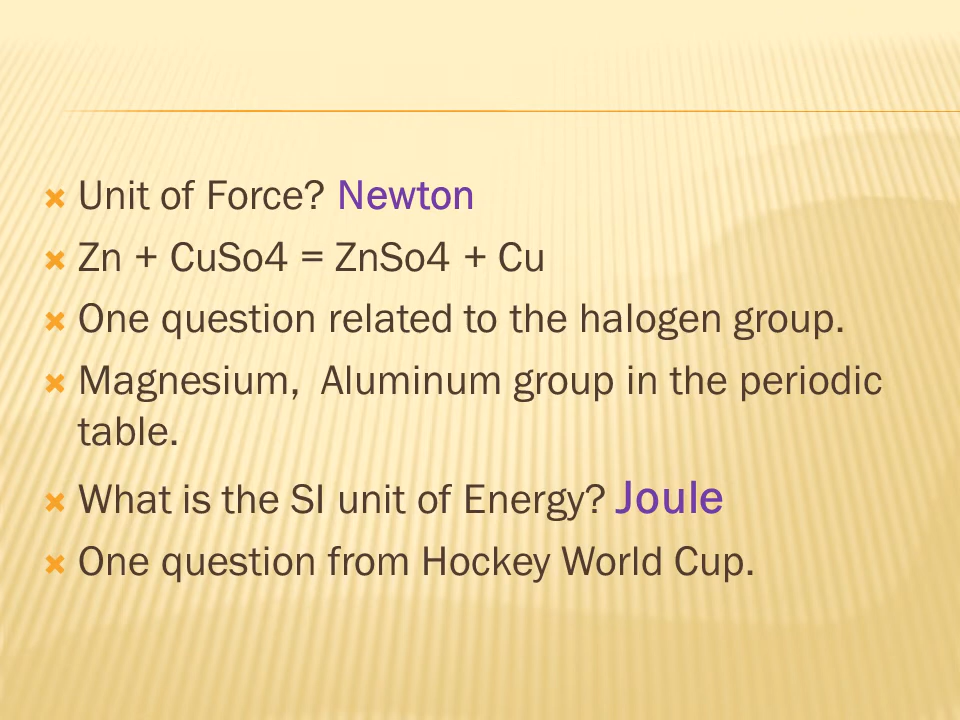 Unit of Force? Newton
Zn + CuSo4 = ZnSo4 + Cu
One question related to the halogen group.
Magnesium, Aluminum group in the periodic
table.
What is the SI unit of Energy? Joule
One question from Hockey World Cup.